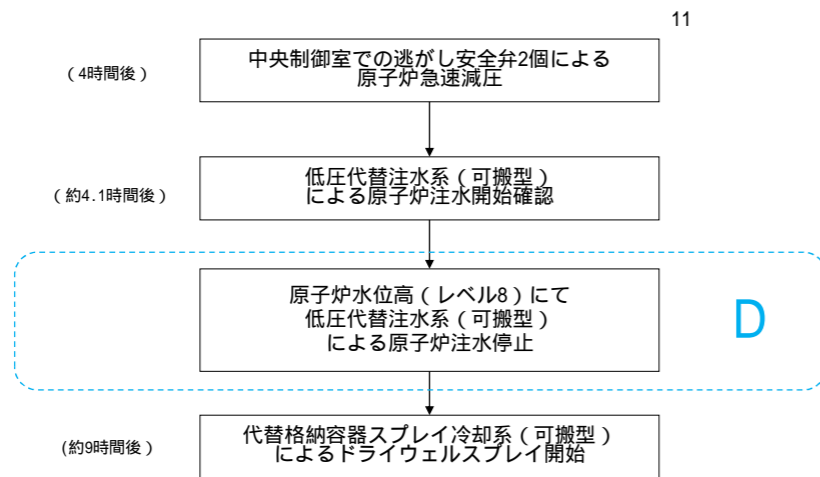 11
(4時間後)
中央制御室での逃がし安全弁2個による
原子炉急速減圧
(約4.1時間後)
低圧代替注水系(可搬型)
による原子炉注水開始確認
原子炉水位高(レベル8)にて
低圧代替注水系(可搬型)
による原子炉注水停止
D
(約9時間後)
代替格納容器スプレイ冷却系(可搬型)
によるドライウェルスプレイ開始